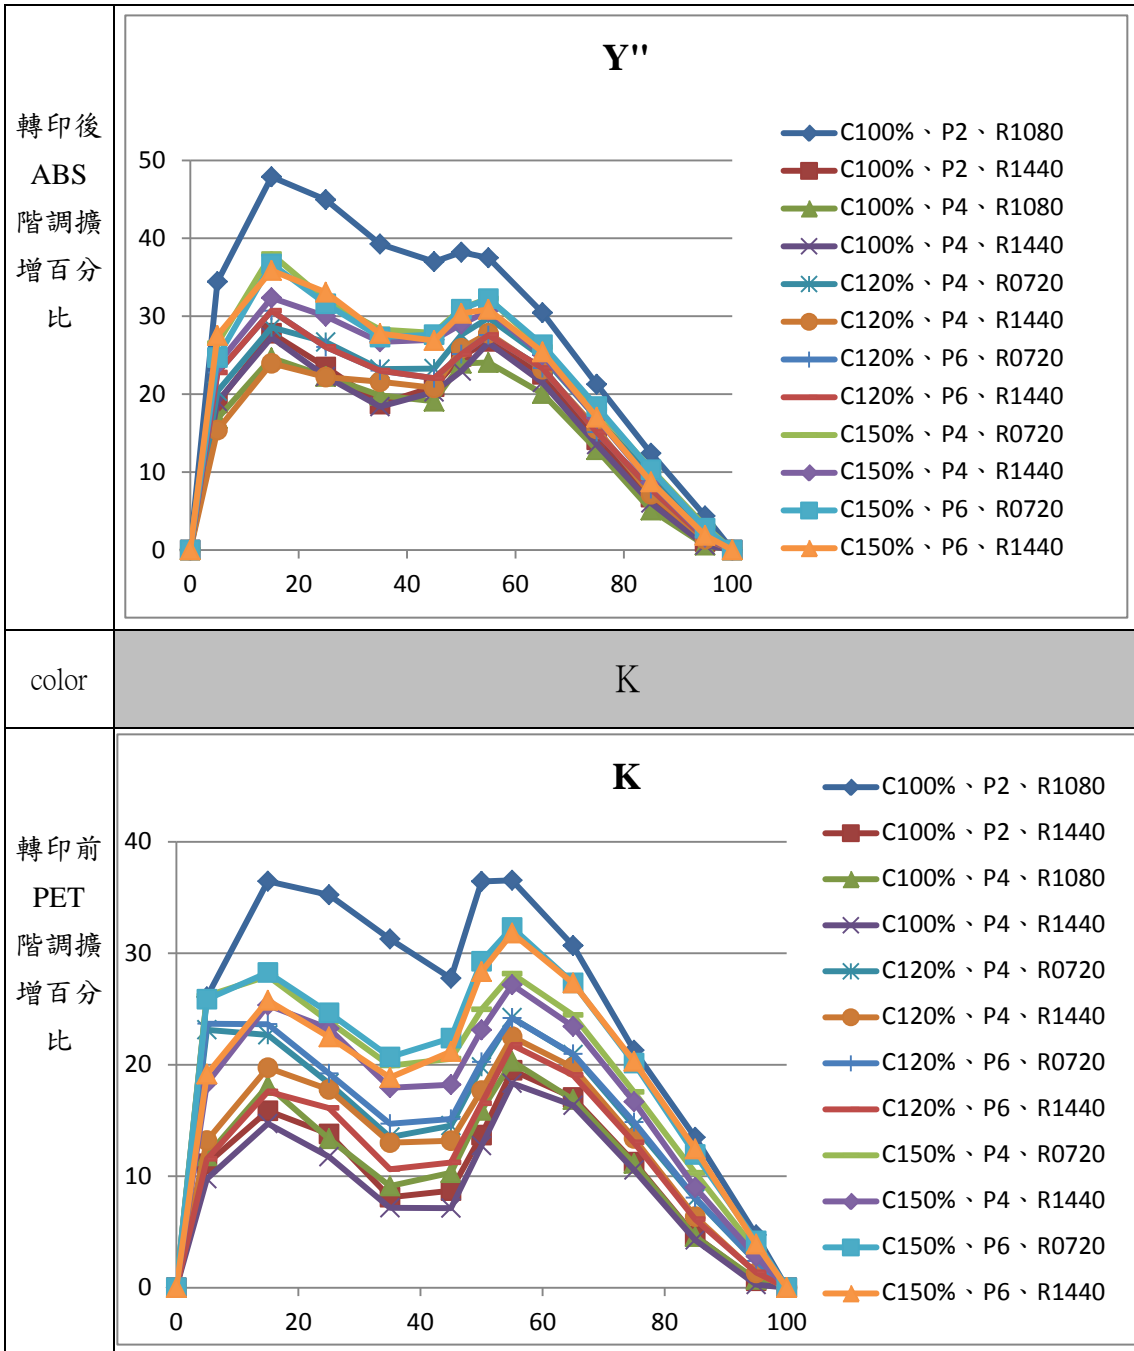 轉印後
ABS
階調擴
增百分
比
Y''
50
40
30
20
10
0
0 20 40 60 80 100
C100%、P2、R1080
C100%、P2、R1440
C100%、P4、R1080
C100%、P4、R1440
C120%、P4、R0720
C120%、P4、R1440
C120%、P6、R0720
C120%、P6、R1440
C150%、P4、R0720
C150%、P4、R1440
C150%、P6、R0720
C150%、P6、R1440
color K
轉印前
PET
階調擴
增百分
比
K
40
30
20
10
0
0 20 40 60 80 100
C100%、P2、R1080
C100%、P2、R1440
C100%、P4、R1080
C100%、P4、R1440
C120%、P4、R0720
C120%、P4、R1440
C120%、P6、R0720
C120%、P6、R1440
C150%、P4、R0720
C150%、P4、R1440
C150%、P6、R0720
C150%、P6、R1440